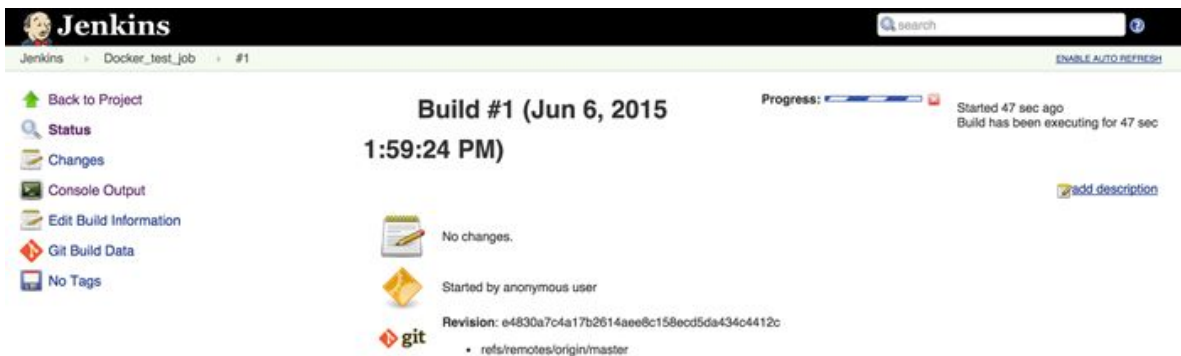 Jenkins
search
Jenkins Docker_test_job #1
ENABLE AUTO REFRESH
Back to Project
Status
Changes
Console Output
Edit Build Information
Git Build Data
No Tags
Build #1 (Jun 6, 2015
1:59:24 PM)
Progress:
Started 47 sec ago
Build has been executing for 47 sec
add description
No changes.
Started by anonymous user
git
Revision: e4830a7c4a17b2614aee8c158ecd5da434c4412c
• refs/remotes/origin/master